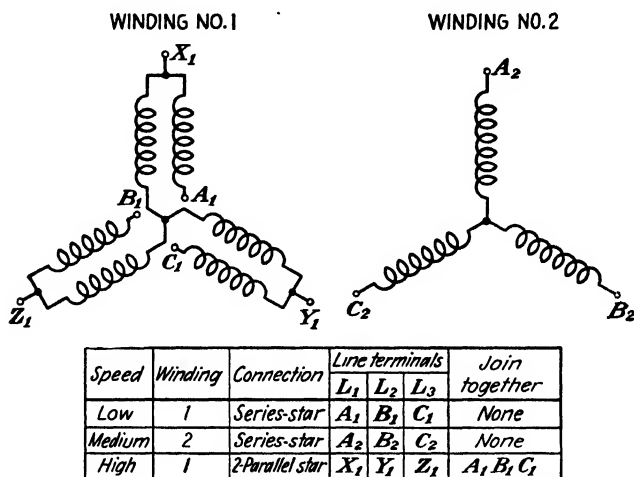 WINDING NO.1 WINDING NO.2
X₁
A₂
B₁ A₁
C₁
Z₁ Y₁
C₂ B₂
Speed Winding Connection Line terminals Join together
L₁ L₂ L₃
Low 1 Series-star A₁ B₁ C₁ None
Medium 2 Series-star A₂ B₂ C₂ None
High 1 2-Parallel star X₁ Y₁ Z₁ A₁ B₁ C₁